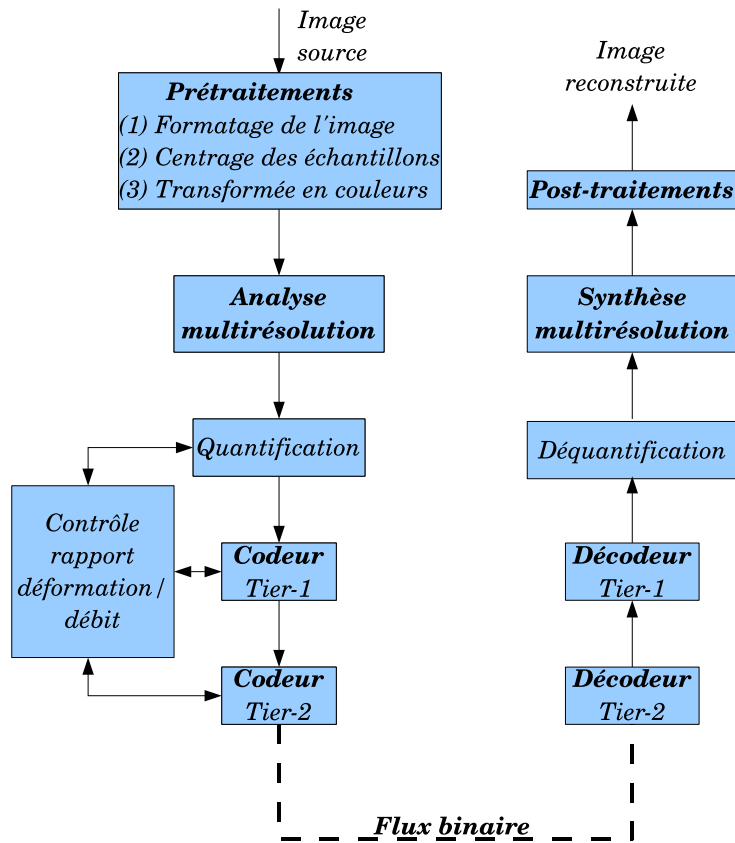 Image
source
Prétraitements
(1) Formatage de l'image
(2) Centrage des échantillons
(3) Transformée en couleurs
Analyse
multirésolution
Quantification
Contrôle
rapport
déformation/
débit
Codeur
Tier-1
Codeur
Tier-2
Flux binaire
Décodeur
Tier-2
Décodeur
Tier-1
Déquantification
Synthèse
multirésolution
Post-traitements
Image
reconstruite